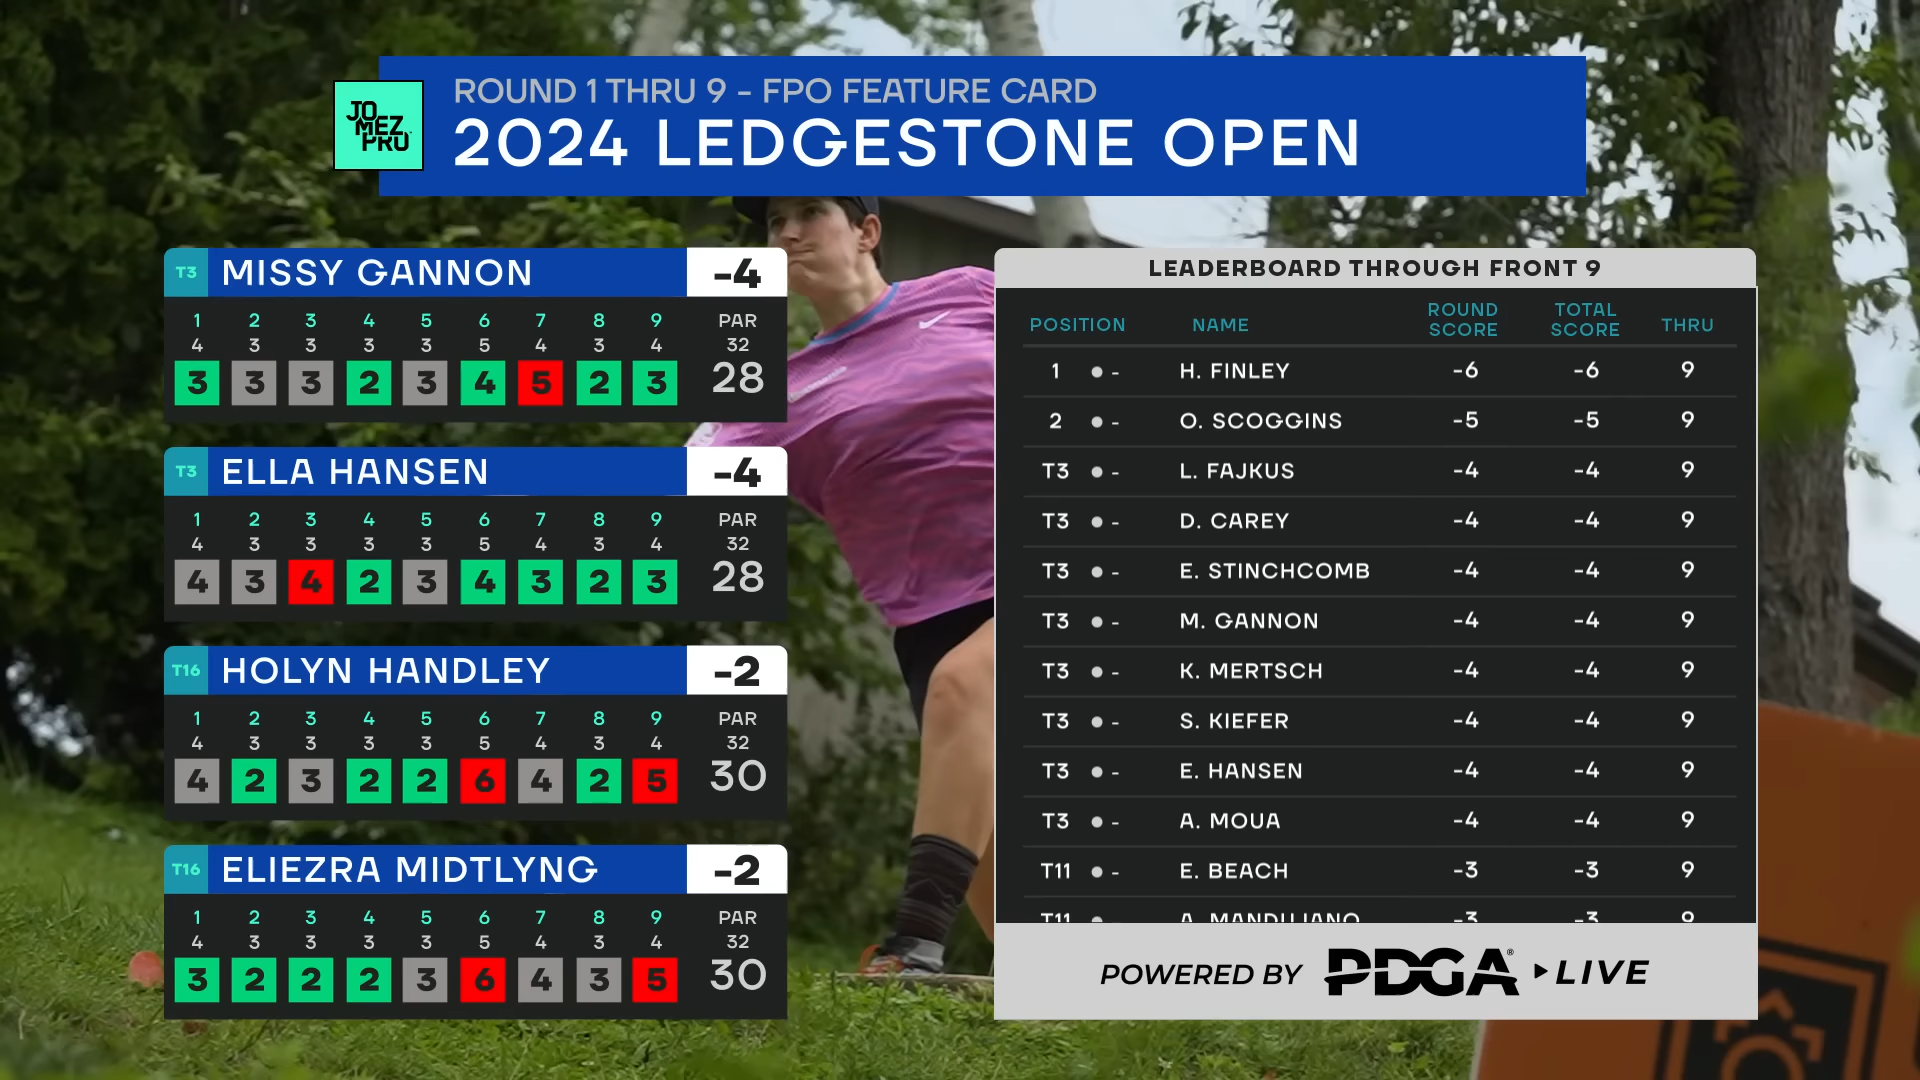 JOMEZPRO
ROUND 1 THRU 9 - FPO FEATURE CARD
2024 LEDGESTONE OPEN
T3 MISSY GANNON -4
1 2 3 4 5 6 7 8 9 PAR
4 3 3 3 3 5 4 3 4 32
3 3 3 2 3 4 5 2 3 28
T3 ELLA HANSEN -4
1 2 3 4 5 6 7 8 9 PAR
4 3 3 3 3 5 4 3 4 32
4 3 4 2 3 4 3 2 3 28
T16 HOLYN HANDLEY -2
1 2 3 4 5 6 7 8 9 PAR
4 3 3 3 3 5 4 3 4 32
4 2 3 2 2 6 4 2 5 30
T16 ELIEZRA MIDTLYNG -2
1 2 3 4 5 6 7 8 9 PAR
4 3 3 3 3 5 4 3 4 32
3 2 2 2 3 6 4 3 5 30
LEADERBOARD THROUGH FRONT 9
POSITION NAME ROUND SCORE TOTAL SCORE THRU
1 ● - H. FINLEY -6 -6 9
2 ● - O. SCOGGINS -5 -5 9
T3 ● - L. FAJKUS -4 -4 9
T3 ● - D. CAREY -4 -4 9
T3 ● - E. STINCHCOMB -4 -4 9
T3 ● - M. GANNON -4 -4 9
T3 ● - K. MERTSCH -4 -4 9
T3 ● - S. KIEFER -4 -4 9
T3 ● - E. HANSEN -4 -4 9
T3 ● - A. MOUA -4 -4 9
T11 ● - E. BEACH -3 -3 9
T11 ● - A. MANDUJANO -3 -3 9
POWERED BY PDGA® LIVE